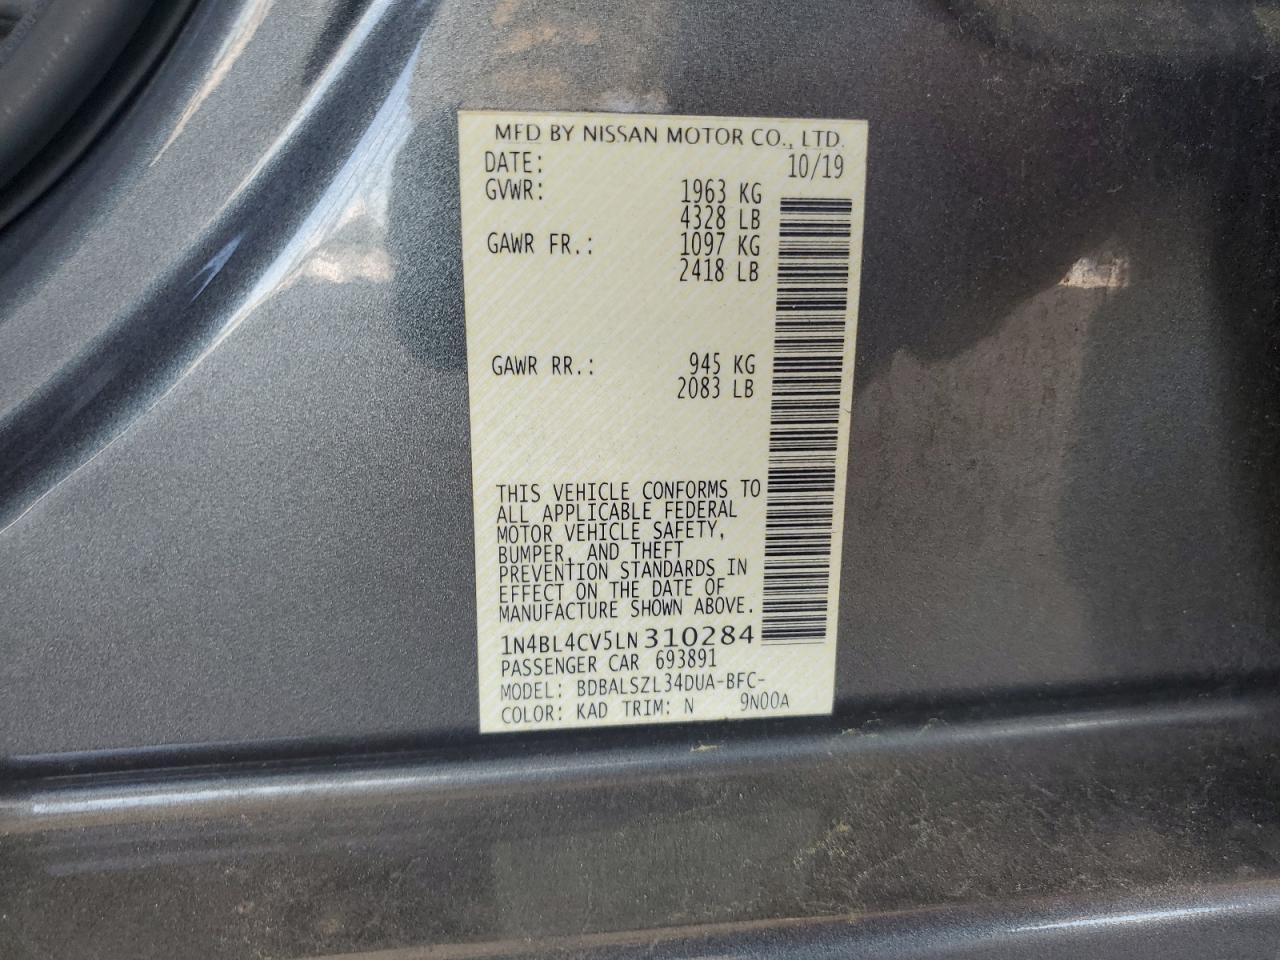 MFD BY NISSAN MOTOR CO., LTD.
DATE: 10/19
GVWR: 1963 KG
4328 LB
GAWR FR.: 1097 KG
2418 LB
GAWR RR.: 945 KG
2083 LB
THIS VEHICLE CONFORMS TO
ALL APPLICABLE FEDERAL
MOTOR VEHICLE SAFETY,
BUMPER, AND THEFT
PREVENTION STANDARDS IN
EFFECT ON THE DATE OF
MANUFACTURE SHOWN ABOVE.
1N4BL4CV5LN310284
PASSENGER CAR 693891
MODEL: BDBALSZL34DUA-BFC-
COLOR: KAD TRIM: N 9N00A